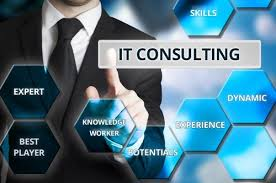 SKILLS
IT CONSULTING
EXPERT
DYNAMIC
KNOWLEDGE
WORKER
EXPERIENCE
BEST
PLAYER
POTENTIALS